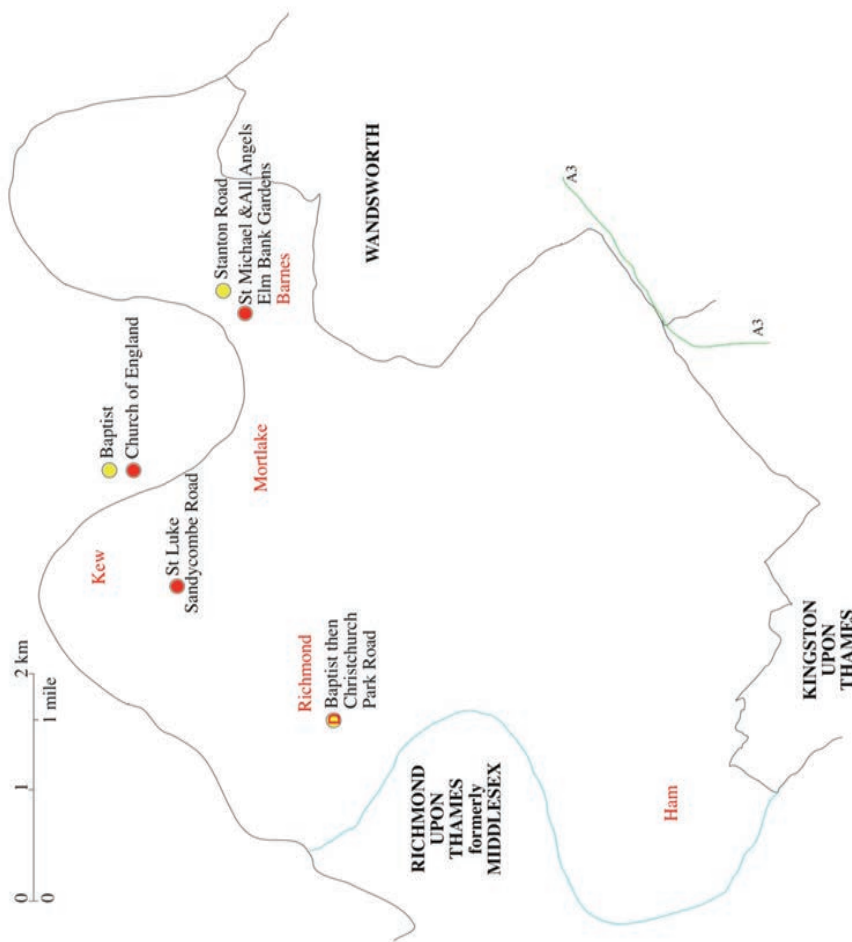 0 1 2 km
0 1 mile
Kew
Baptist
Church of England
St Luke
Sandycombe Road
Stanton Road
St Michael &All Angels
Elm Bank Gardens
Barnes
Mortlake
Richmond
D Baptist then
Christchurch
Park Road
WANDSWORTH
RICHMOND
UPON
THAMES
formerly
MIDDLESEX
A3
A3
Ham
KINGSTON
UPON
THAMES